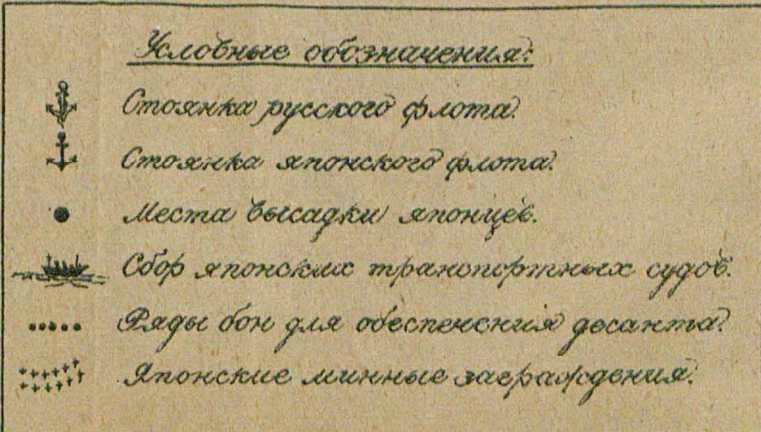 Условные обозначения:
Стоянка русского флота.
Стоянка японского флота.
Места высадки японцев.
Сбор японских транспортных судов.
Ряды бон для обеспечения десанта.
Японские минные заграждения.